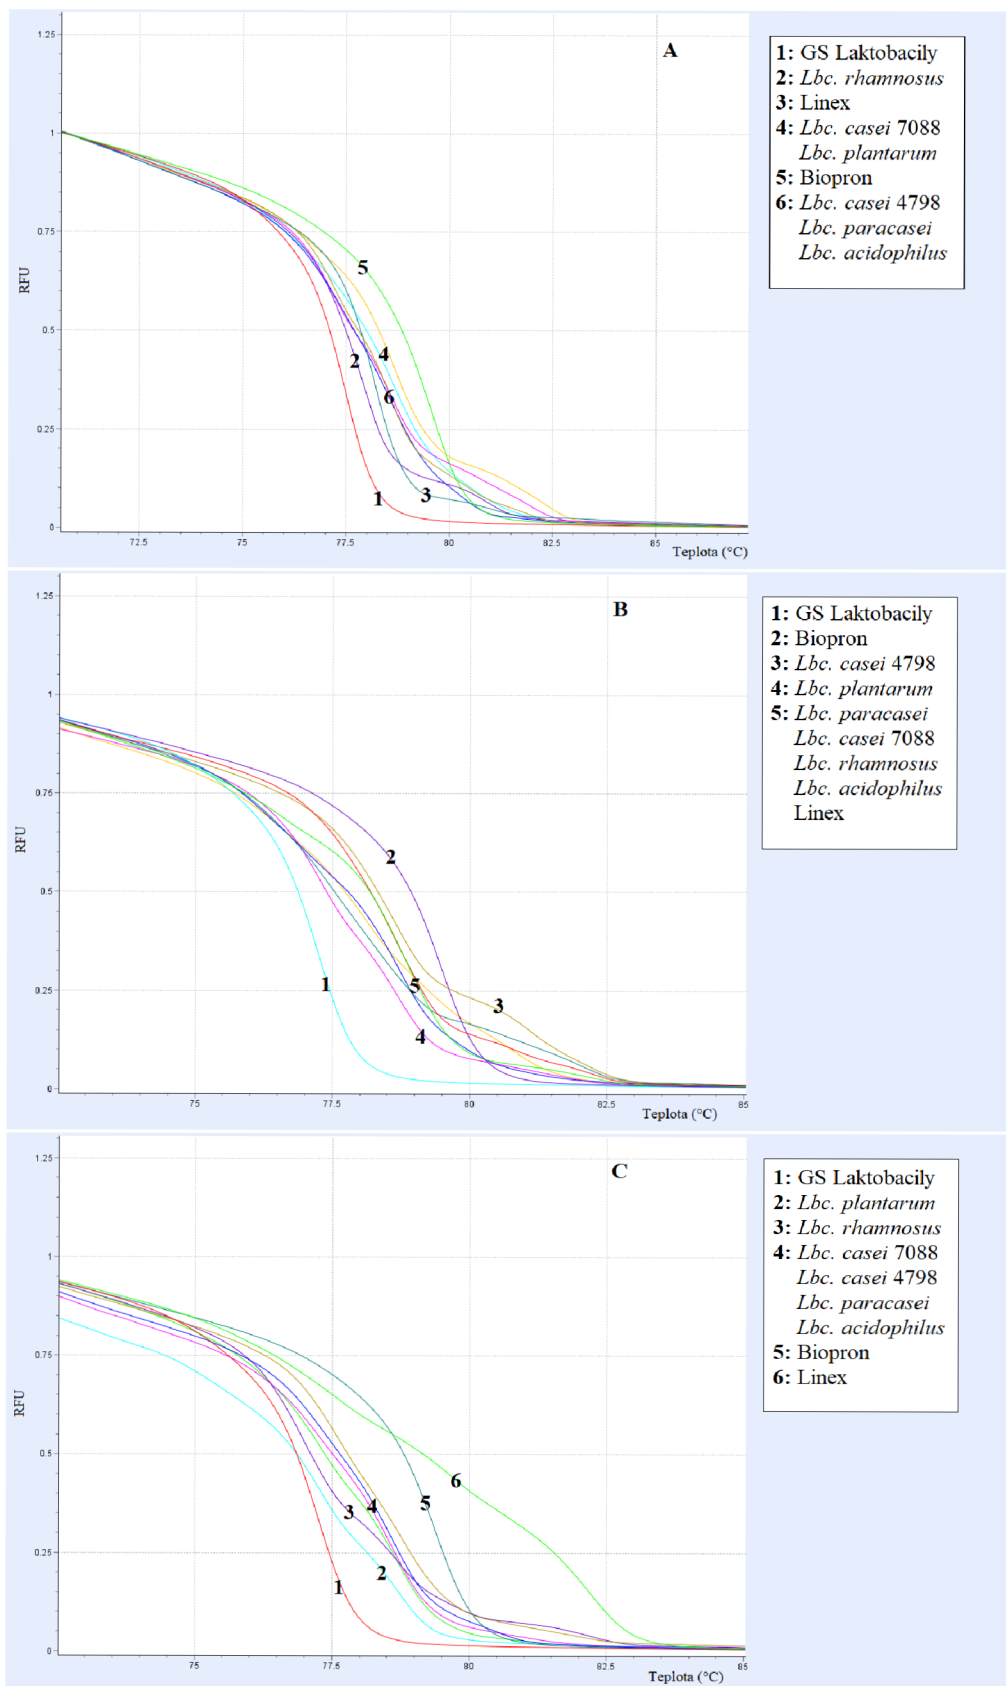 1.25
A
1
0.75
RFU
0.5
0.25
0
5
4
2
6
3
1
72.5
75
77.5
80
82.5
85
Teplota (°C)
1: GS Laktobacily
2: Lbc. rhamnosus
3: Linex
4: Lbc. casei 7088
Lbc. plantarum
5: Biopron
6: Lbc. casei 4798
Lbc. paracasei
Lbc. acidophilus
1.25
B
1
0.75
RFU
0.5
0.25
0
2
1
5
3
4
75
77.5
80
82.5
85
Teplota (°C)
1: GS Laktobacily
2: Biopron
3: Lbc. casei 4798
4: Lbc. plantarum
5: Lbc. paracasei
Lbc. casei 7088
Lbc. rhamnosus
Lbc. acidophilus
Linex
1.25
C
1
0.75
RFU
0.5
0.25
0
6
5
4
3
2
1
75
77.5
80
82.5
85
Teplota (°C)
1: GS Laktobacily
2: Lbc. plantarum
3: Lbc. rhamnosus
4: Lbc. casei 7088
Lbc. casei 4798
Lbc. paracasei
Lbc. acidophilus
5: Biopron
6: Linex